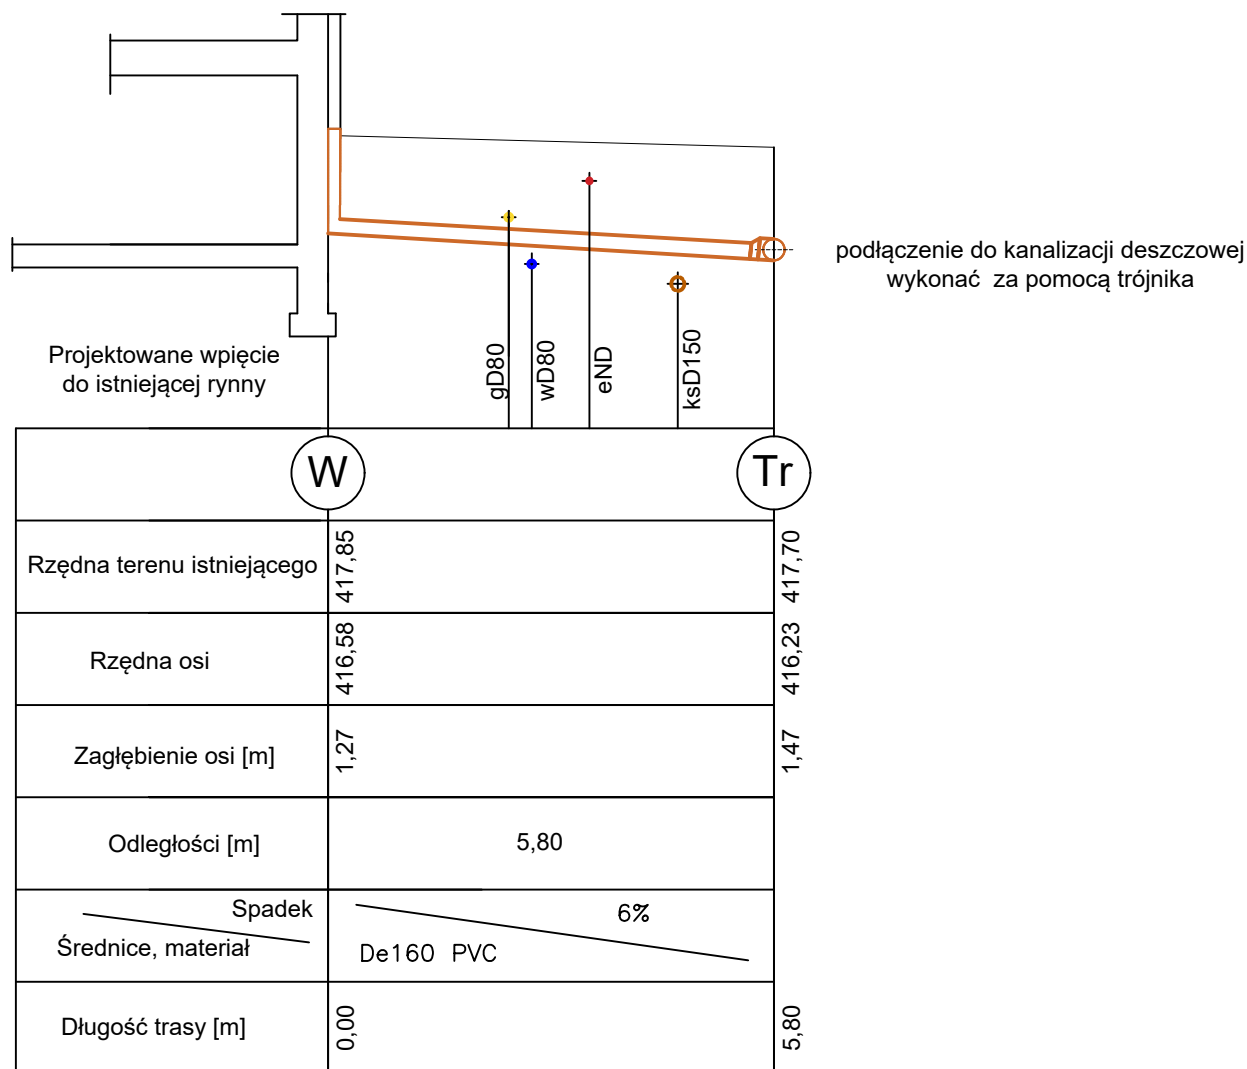 podłączenie do kanalizacji deszczowej
wykonać za pomocą trójnika
Projektowane wpięcie
do istniejącej rynny
gD80
wD80
eND
ksD150
W
Tr
Rzędna terenu istniejącego
417,85
417,70
Rzędna osi
416,58
416,23
Zagłębienie osi [m]
1,27
1,47
Odległości [m]
5,80
Spadek
Średnice, materiał
6%
De160 PVC
Długość trasy [m]
0,00
5,80